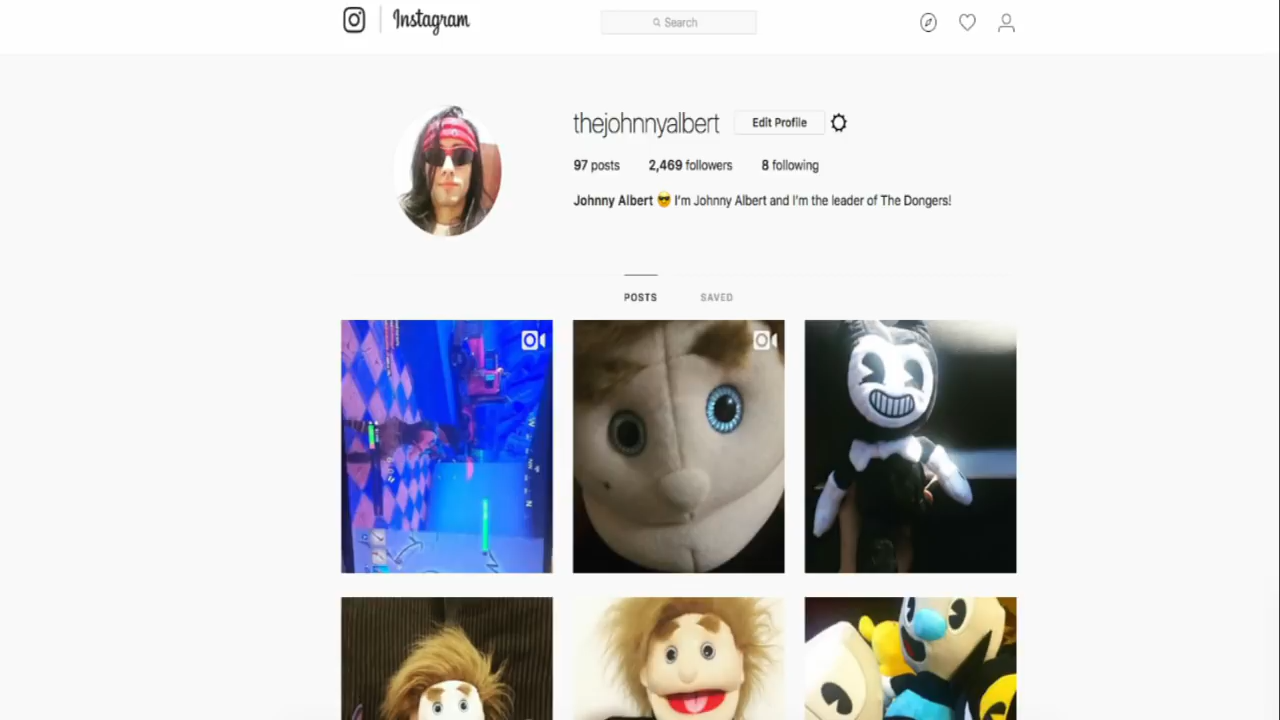 Instagram
Search
thejohnnyalbert
Edit Profile
97 posts 2,469 followers 8 following
Johnny Albert 😎 I'm Johnny Albert and I'm the leader of The Dongers!
POSTS SAVED